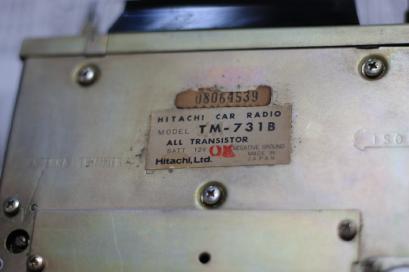 08064539
HITACHI CAR RADIO
MODEL TM-731B
ALL TRANSISTOR
BATT 12V OK NEGATIVE GROUND
Hitachi, Ltd. MADE IN JAPAN
ISO